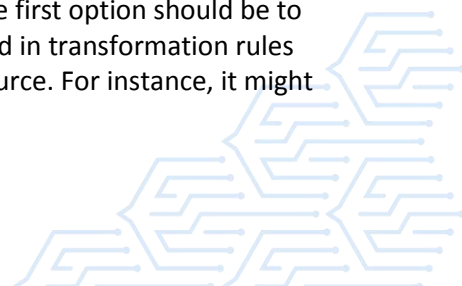 e first option should be to
d in transformation rules
urce. For instance, it might